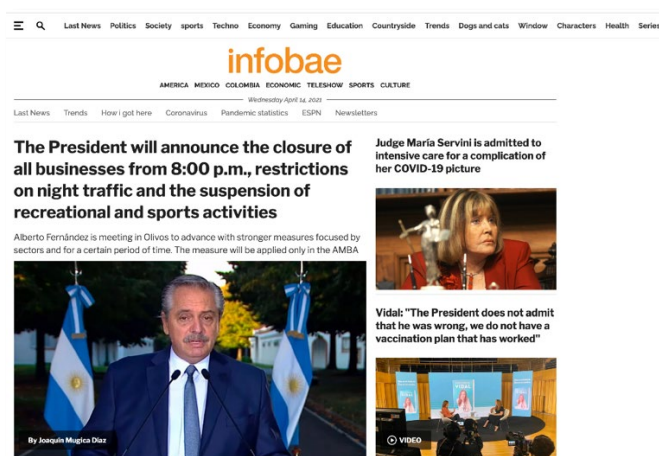 Last News Politics Society sports Techno Economy Gaming Education Countryside Trends Dogs and cats Window Characters Health Series
infobae
AMERICA MEXICO COLOMBIA ECONOMIC TELESHOW SPORTS CULTURE
Wednesday April 14, 2021
Last News Trends How i got here Coronavirus Pandemic statistics ESPN Newsletters
The President will announce the closure of
all businesses from 8:00 p.m., restrictions
on night traffic and the suspension of
recreational and sports activities
Alberto Fernández is meeting in Olivos to advance with stronger measures focused by
sectors and for a certain period of time. The measure will be applied only in the AMBA
By Joaquin Mugica Diaz
Judge María Servini is admitted to
intensive care for a complication of
her COVID-19 picture
Vidal: "The President does not admit
that he was wrong, we do not have a
vaccination plan that has worked"
VIDAL
VIDEO